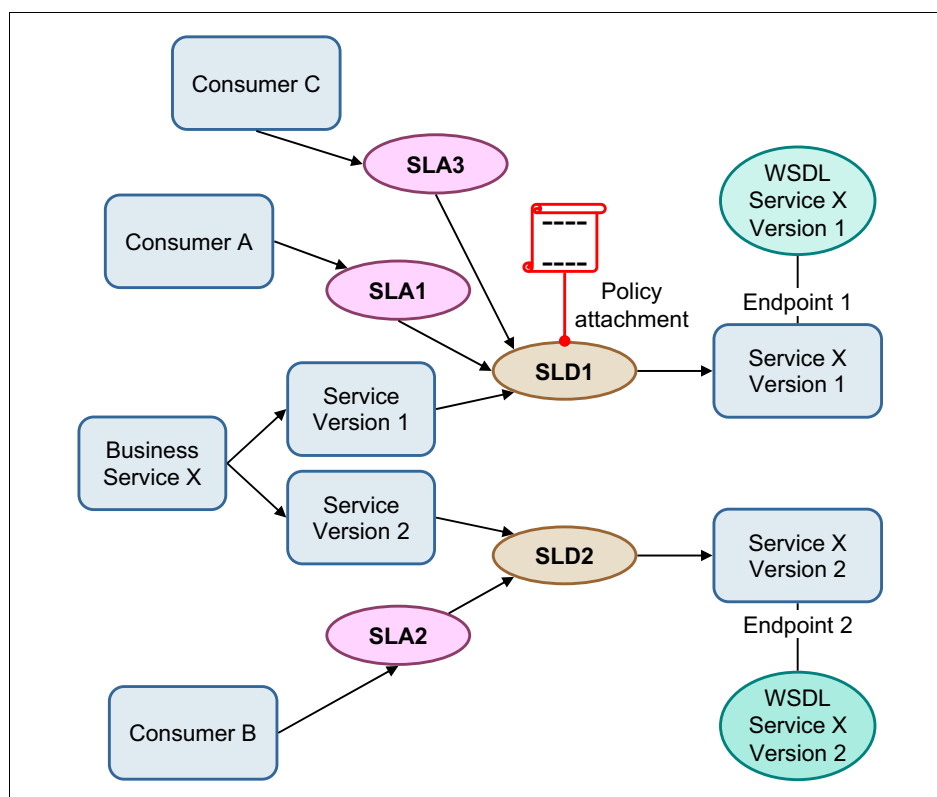 Consumer C
SLA3
WSDL
Service X
Version 1
Consumer A
SLA1
Policy
attachment
Endpoint 1
SLD1
Service X
Version 1
Service
Version 1
Business
Service X
Service
Version 2
SLD2
Service X
Version 2
SLA2
Endpoint 2
Consumer B
WSDL
Service X
Version 2